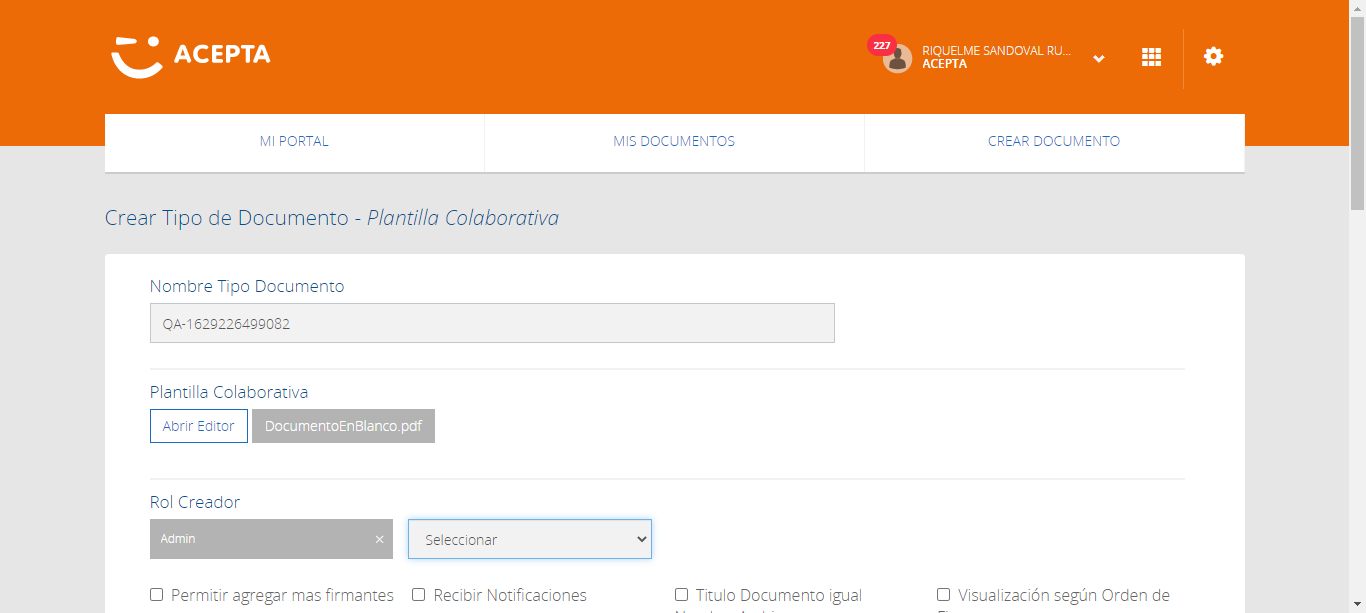 ACEPTA
227
RIQUELME SANDOVAL RU...
ACEPTA
MI PORTAL
MIS DOCUMENTOS
CREAR DOCUMENTO
Crear Tipo de Documento - Plantilla Colaborativa
Nombre Tipo Documento
QA-1629226499082
Plantilla Colaborativa
Abrir Editor
DocumentoEnBlanco.pdf
Rol Creador
Admin ×
Seleccionar
Permitir agregar mas firmantes
Recibir Notificaciones
Titulo Documento igual
Visualización según Orden de